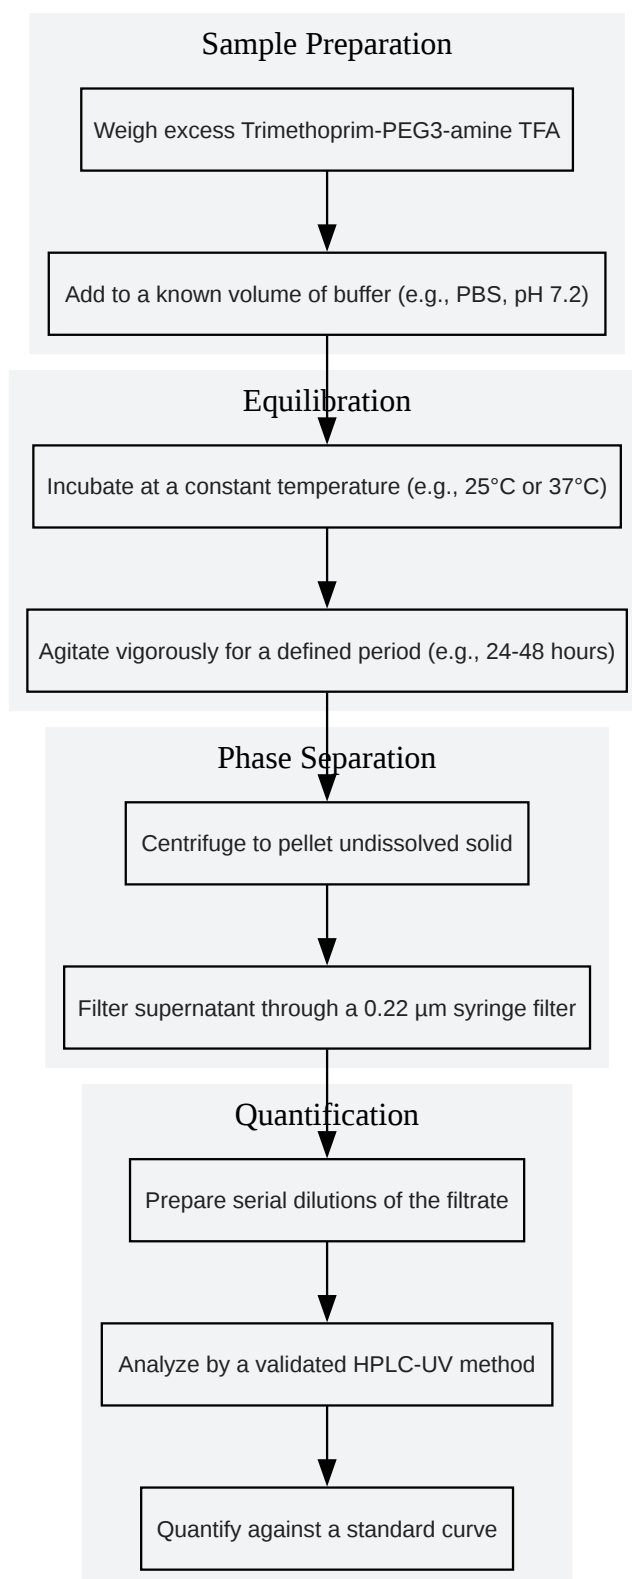 Sample Preparation
Weigh excess Trimethoprim-PEG3-amine TFA
Add to a known volume of buffer (e.g., PBS, pH 7.2)
Equilibration
Incubate at a constant temperature (e.g., 25°C or 37°C)
Agitate vigorously for a defined period (e.g., 24-48 hours)
Phase Separation
Centrifuge to pellet undissolved solid
Filter supernatant through a 0.22 µm syringe filter
Quantification
Prepare serial dilutions of the filtrate
Analyze by a validated HPLC-UV method
Quantify against a standard curve